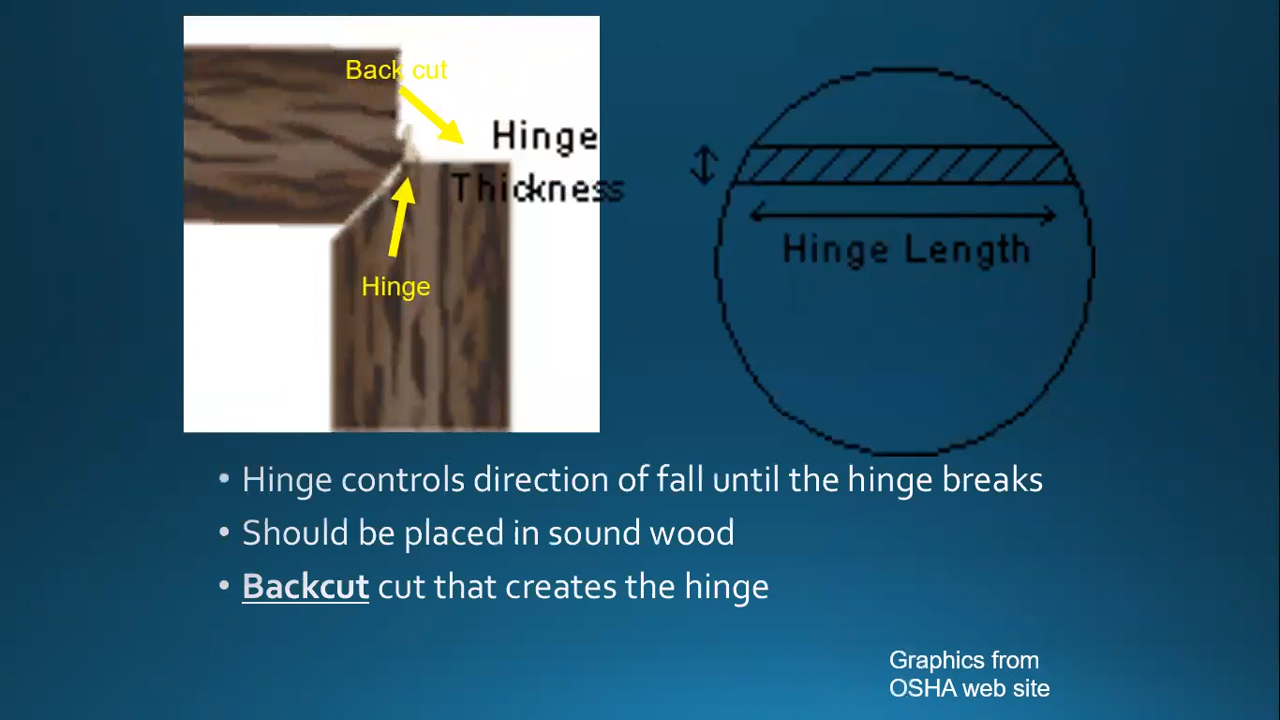 Back cut
Hinge
Thickness
Hinge
Hinge Length
• Hinge controls direction of fall until the hinge breaks
• Should be placed in sound wood
• Backcut cut that creates the hinge
Graphics from
OSHA web site